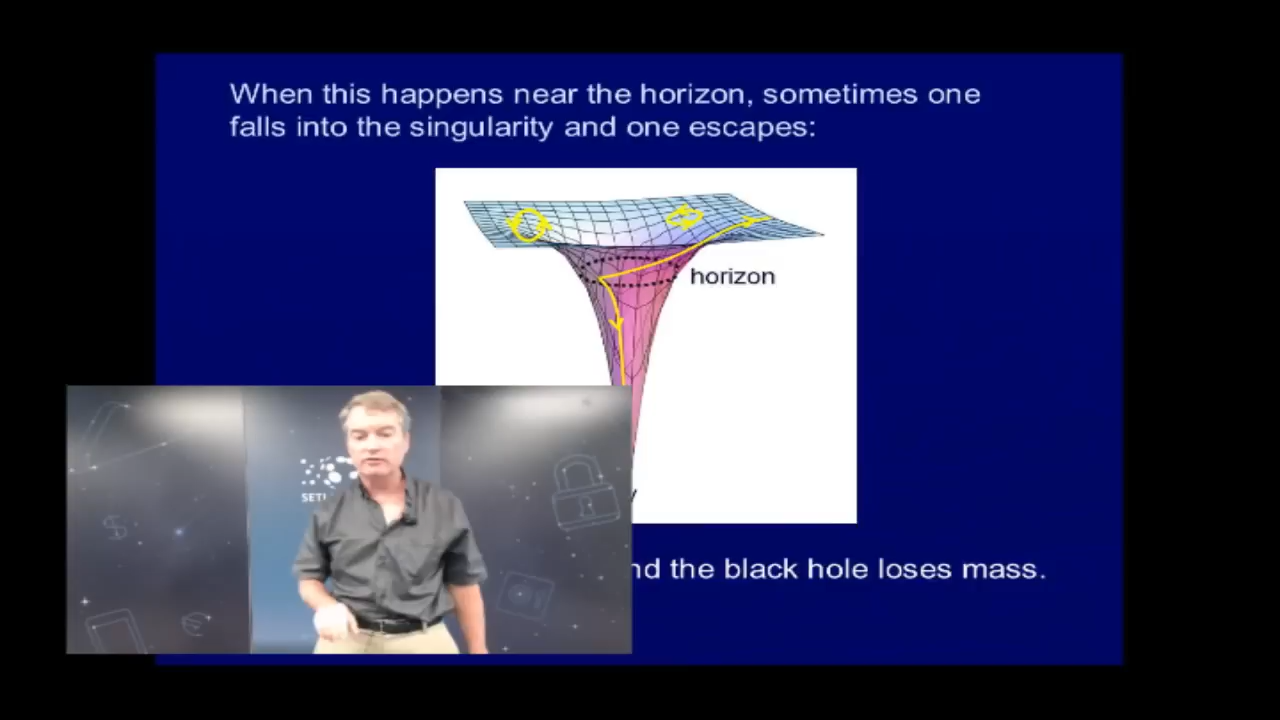 When this happens near the horizon, sometimes one
falls into the singularity and one escapes:
horizon
SETI
the black hole loses mass.